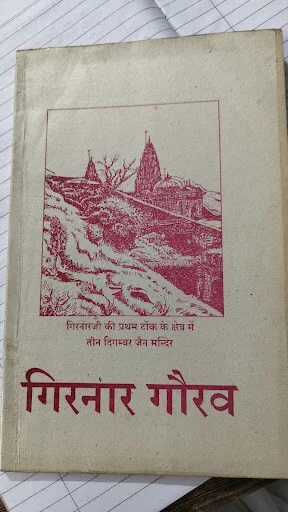 गिरनारजी की प्रथम टोंक के क्षेत्र में
तीन दिगम्बर जैन मन्दिर
गिरनार गौरव